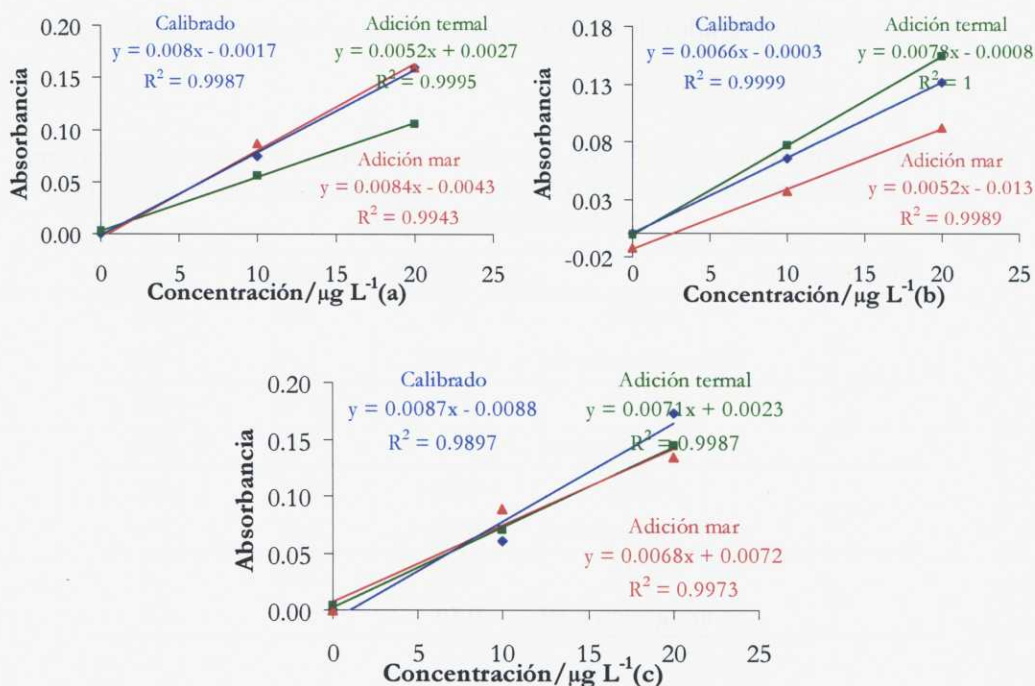 Calibrado
y = 0.008x - 0.0017
R² = 0.9987
Adición termal
y = 0.0052x + 0.0027
R² = 0.9995
Adición mar
y = 0.0084x - 0.0043
R² = 0.9943
Absorbancia
0.20
0.15
0.10
0.05
0.00
0 5 10 15 20 25
Concentración/µg L⁻¹(a)
Calibrado
y = 0.0066x - 0.0003
R² = 0.9999
Adición termal
y = 0.0078x - 0.0008
R² = 1
Adición mar
y = 0.0052x - 0.013
R² = 0.9989
Absorbancia
0.18
0.13
0.08
0.03
-0.02
0 5 10 15 20 25
Concentración/µg L⁻¹(b)
Calibrado
y = 0.0087x - 0.0088
R² = 0.9897
Adición termal
y = 0.0071x + 0.0023
R² = 0.9987
Adición mar
y = 0.0068x + 0.0072
R² = 0.9973
Absorbancia
0.20
0.15
0.10
0.05
0.00
0 5 10 15 20 25
Concentración/µg L⁻¹(c)